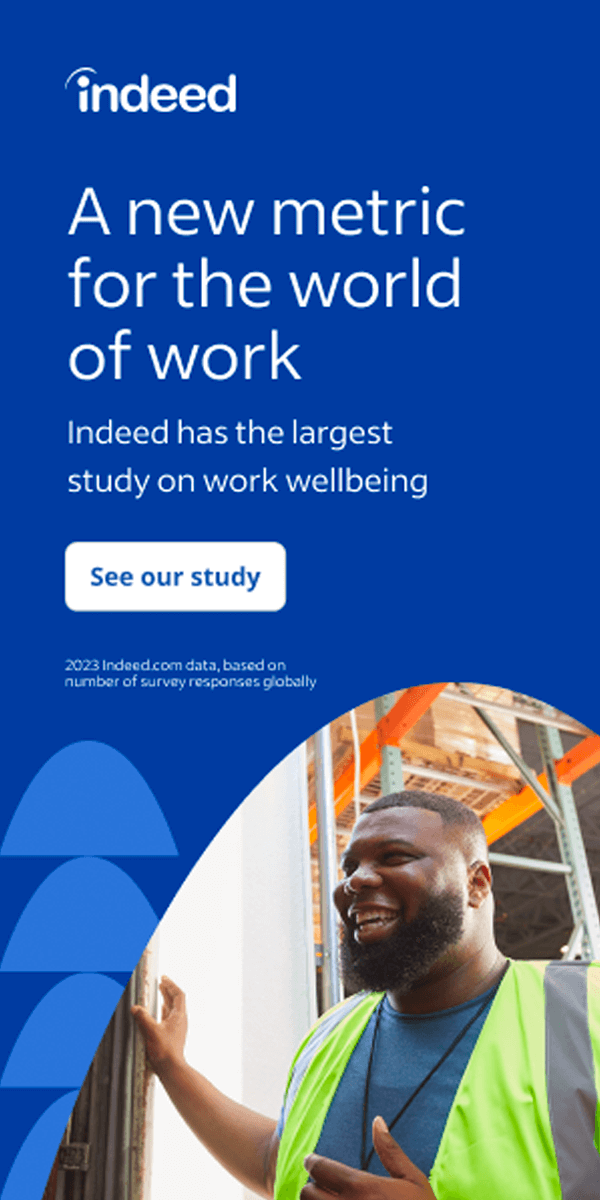 indeed
A new metric
for the world
of work
Indeed has the largest
study on work wellbeing
See our study
2023 Indeed.com data, based on
number of survey responses globally